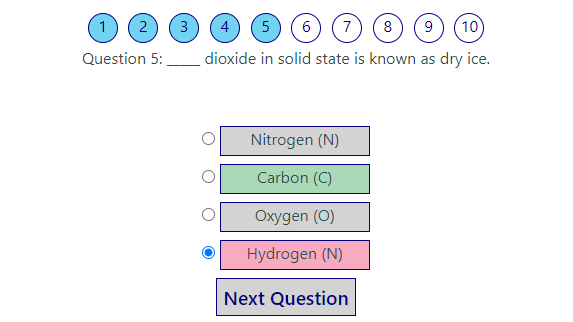 1 2 3 4 5 6 7 8 9 10
Question 5: _____ dioxide in solid state is known as dry ice.
Nitrogen (N)
Carbon (C)
Oxygen (O)
Hydrogen (N)
Next Question